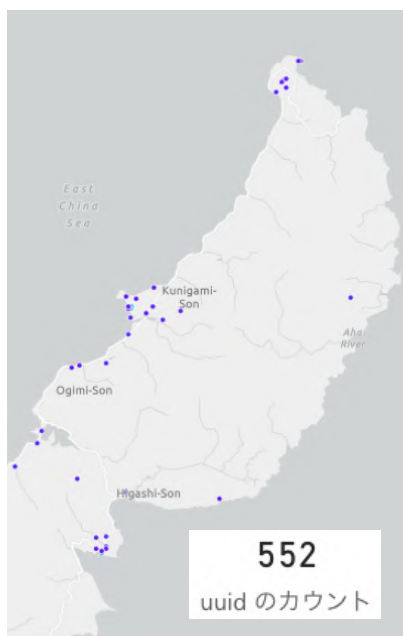 East
China
Sea
Kunigami-
Son
Aha
River
Ogimi-Son
Higashi-Son
552
uuid のカウント